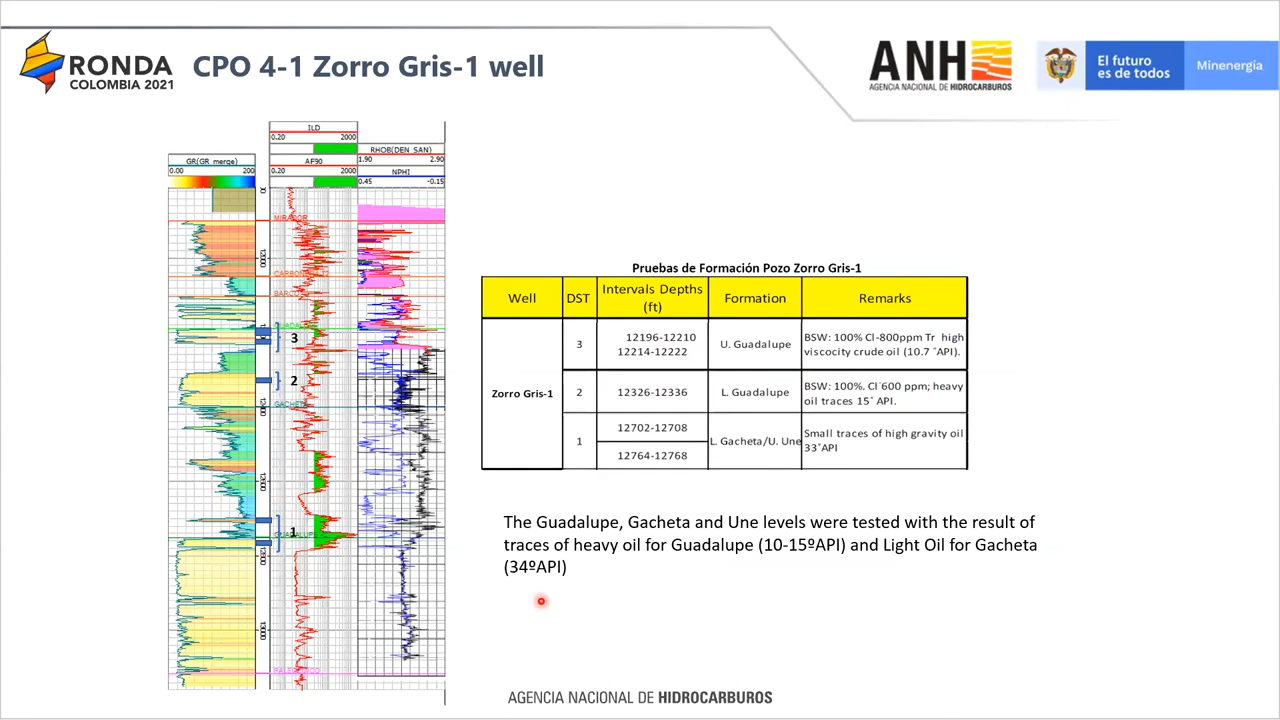 RONDA
COLOMBIA 2021
CPO 4-1 Zorro Gris-1 well
ANH
AGENCIA NACIONAL DE HIDROCARBUROS
El futuro
es de todos
Minenergía
ILD
0.20 2000
GR(GR_merge)
0.00 200
AF90
0.20 2000
RHOB(DEN_SAN)
1.90 2.90
NPHI
0.45 -0.15
MIRADOR
3
2
1
13000
Pruebas de Formación Pozo Zorro Gris-1
Well DST Intervals Depths (ft) Formation Remarks
Zorro Gris-1
3 12196-12210 U. Guadalupe BSW: 100% Cl-800ppm Tr high
12214-12222 viscocity crude oil (10.7 ˚API).
2 12326-12336 L. Guadalupe BSW: 100%. Cl¯600 ppm; heavy
oil traces 15˚ API.
1 12702-12708 L. Gacheta/U. Une Small traces of high gravity oil
12764-12768 33˚API
The Guadalupe, Gacheta and Une levels were tested with the result of
traces of heavy oil for Guadalupe (10-15ºAPI) and Light Oil for Gacheta
(34ºAPI)
AGENCIA NACIONAL DE HIDROCARBUROS